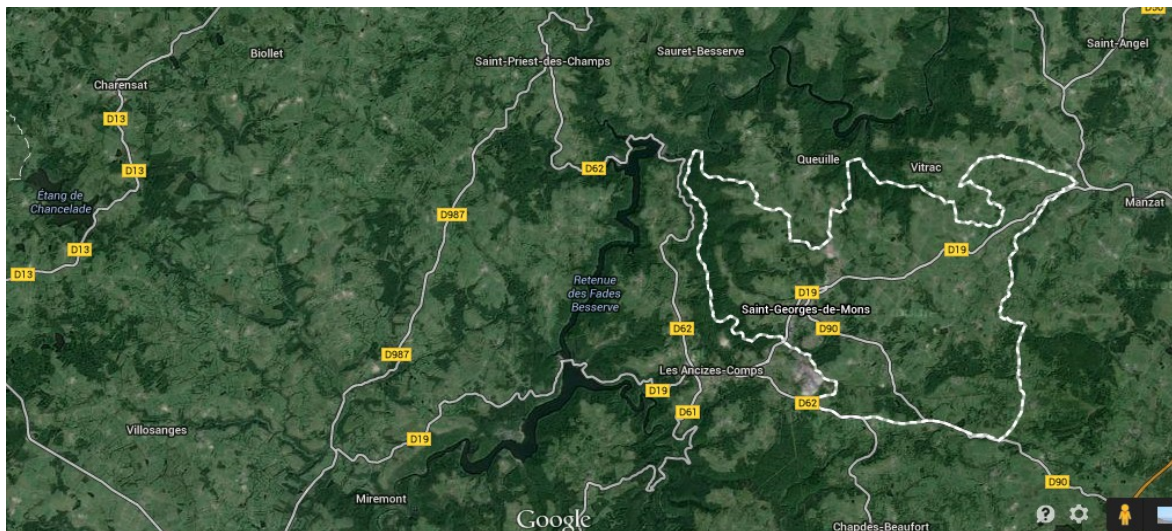 D90
Saint-Angel
Sauret-Besserve
Biollet
Saint-Priest-des-Champs
Charensat
D13
Queuille
Vitrac
D62
D13
Étang de
Chancelade
Manzat
D987
D13
D19
D13
Retenue
des Fades
Besserve
D19
Saint-Georges-de-Mons
D62
D90
D987
Les Ancizes-Comps
D19
D62
D61
Villosanges
D19
D90
Miremont
Google
Chapdes-Beaufort